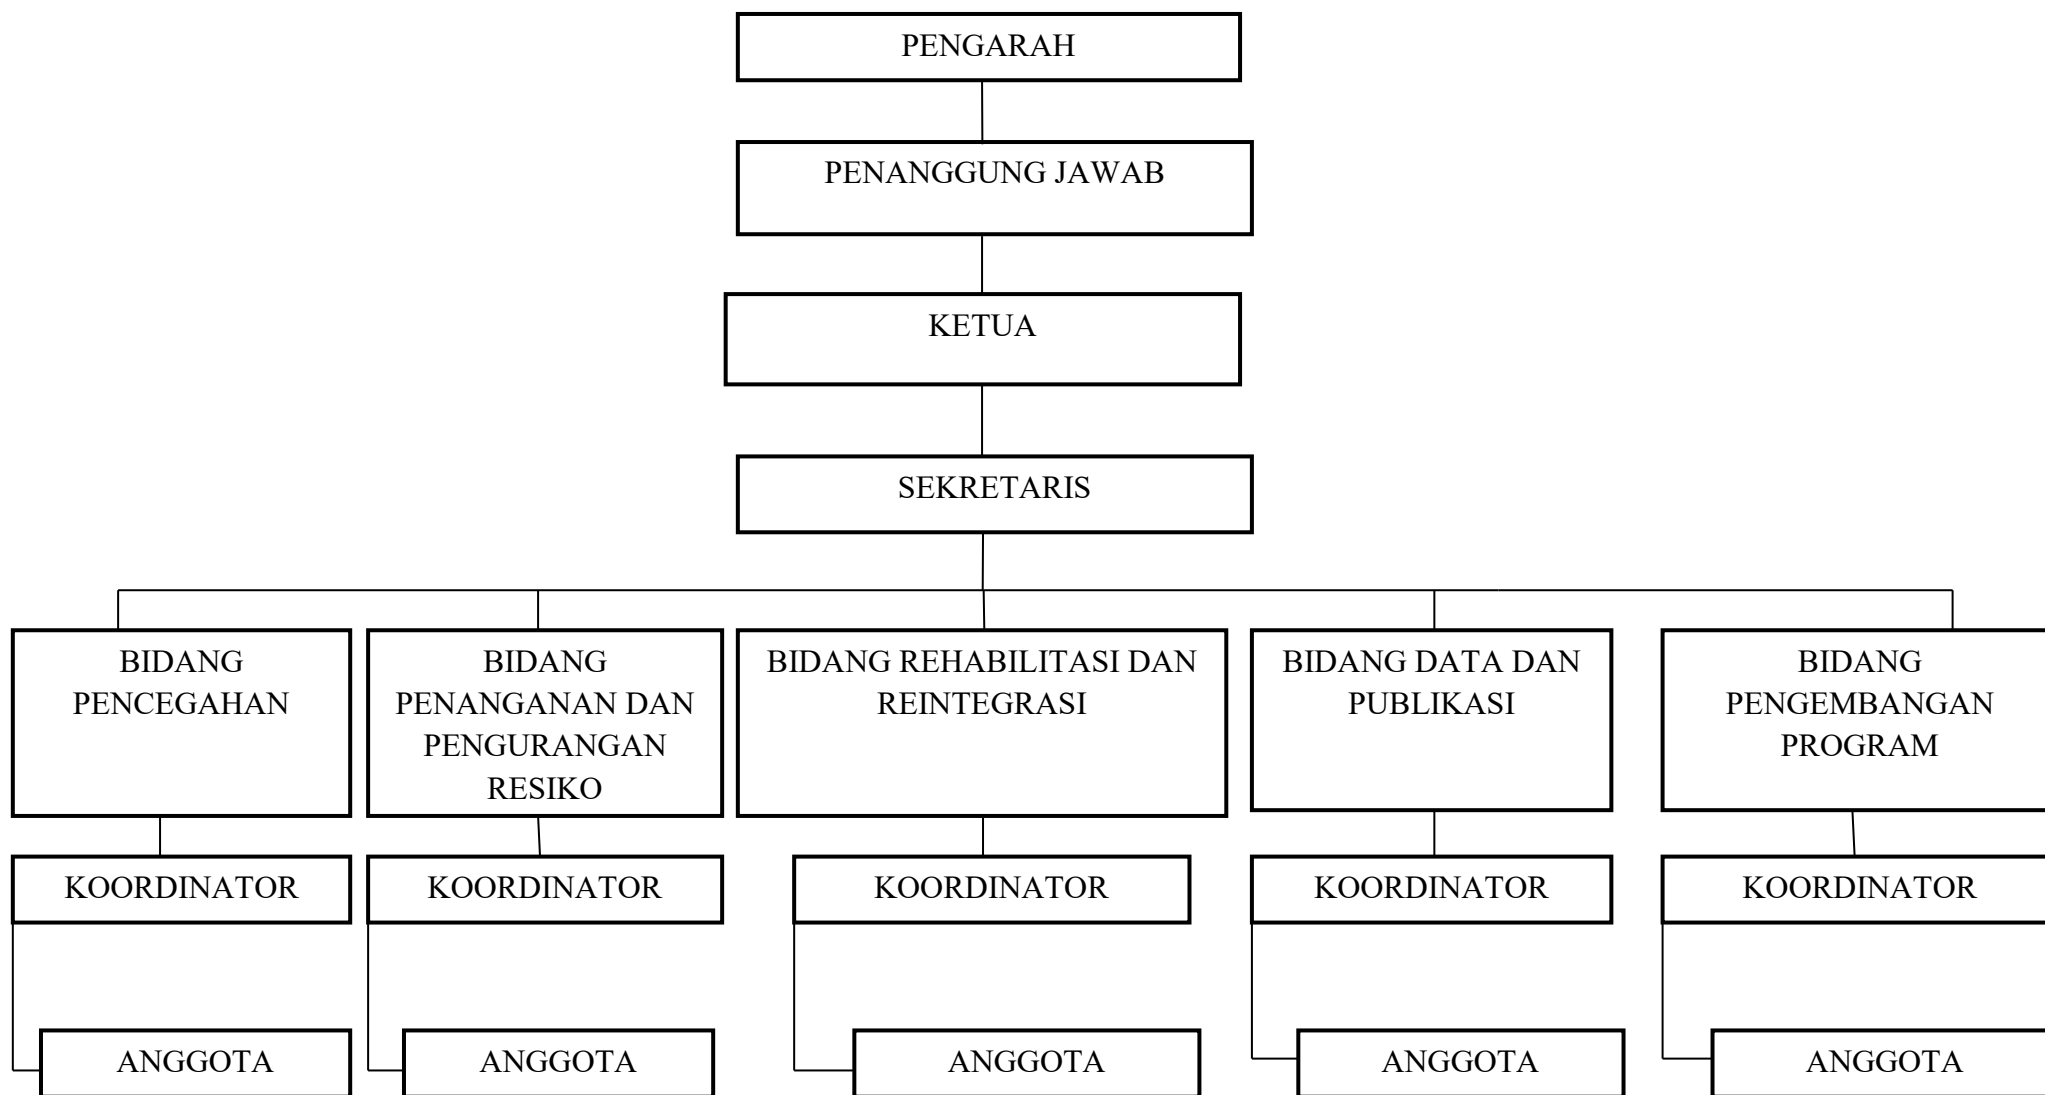 PENGARAH
PENANGGUNG JAWAB
KETUA
SEKRETARIS
BIDANG
PENCEGAHAN
BIDANG
PENANGANAN DAN
PENGURANGAN
RESIKO
BIDANG REHABILITASI DAN
REINTEGRASI
BIDANG DATA DAN
PUBLIKASI
BIDANG
PENGEMBANGAN
PROGRAM
KOORDINATOR
KOORDINATOR
KOORDINATOR
KOORDINATOR
KOORDINATOR
ANGGOTA
ANGGOTA
ANGGOTA
ANGGOTA
ANGGOTA